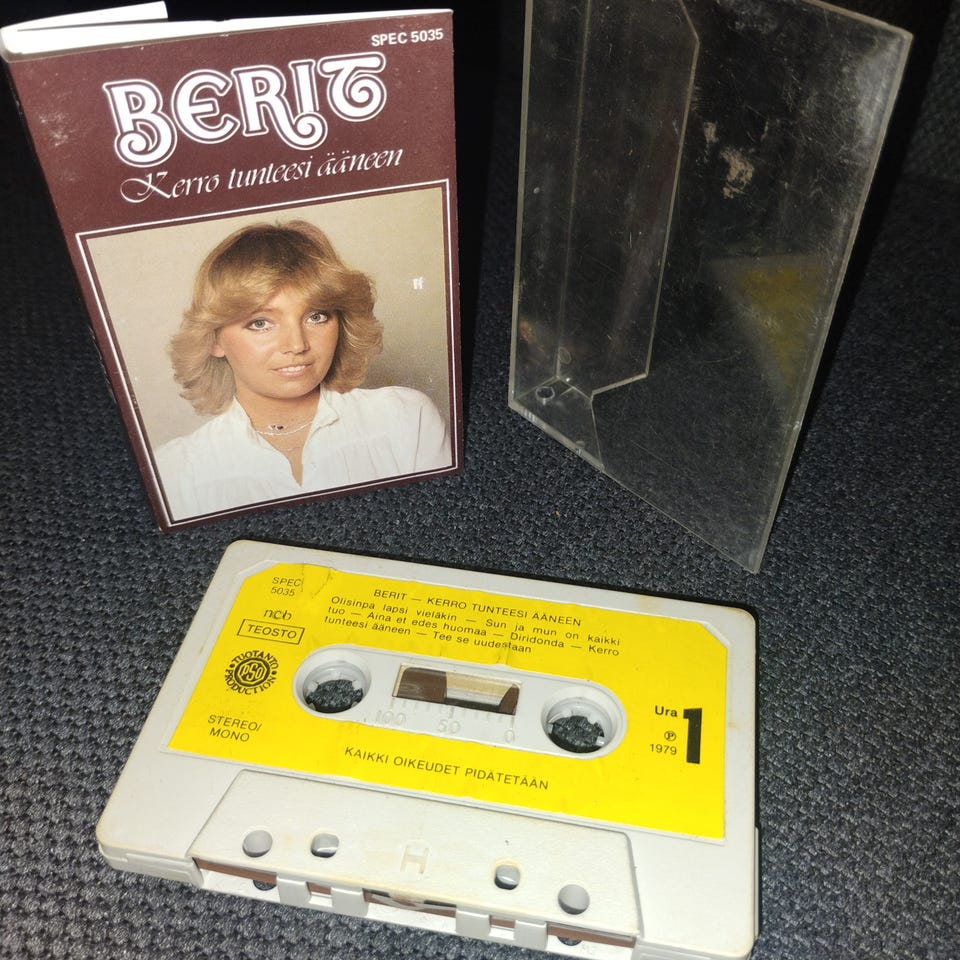 SPEC 5035
BERIT
Kerro tunteesi ääneen
SPEC
5035
ncb
TEOSTO
TUOTANTO
PSO
PRODUCTION
STEREO/
MONO
BERIT — KERRO TUNTEESI ÄÄNEEN
Olisinpa lapsi vieläkin — Sun ja mun on kaikki
tuo — Aina et edes huomaa — Diridonda — Kerro
tunteesi ääneen — Tee se uudestaan
100 50 0
Ura 1
℗
1979
KAIKKI OIKEUDET PIDÄTETÄÄN
H